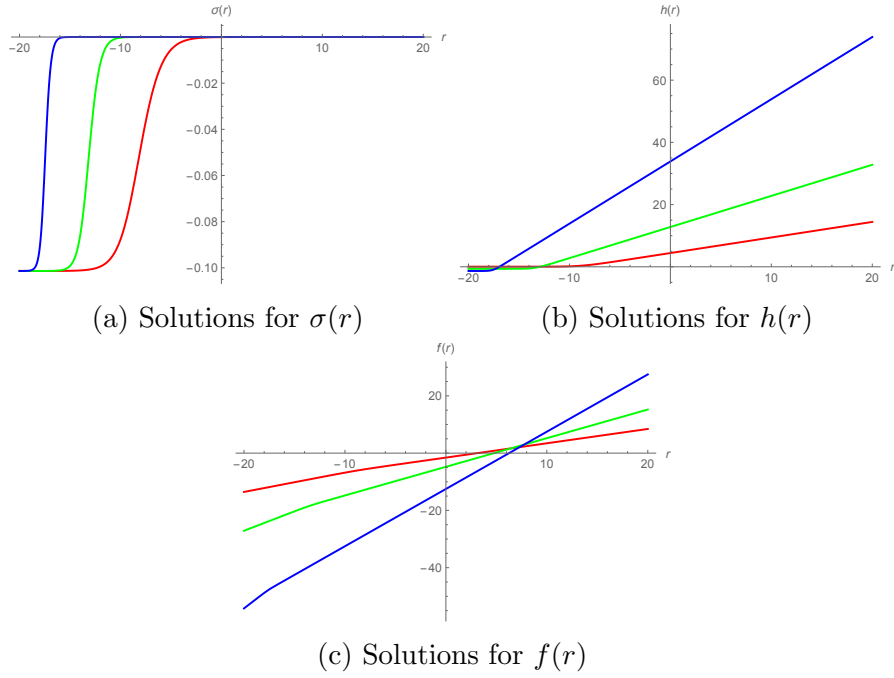 σ(r)
-20 -10 10 20 r
-0.02
-0.04
-0.06
-0.08
-0.10
(a) Solutions for σ(r)
h(r)
60
40
20
-20 -10 10 20 r
(b) Solutions for h(r)
f(r)
20
-20 -10 10 20 r
-20
-40
(c) Solutions for f(r)